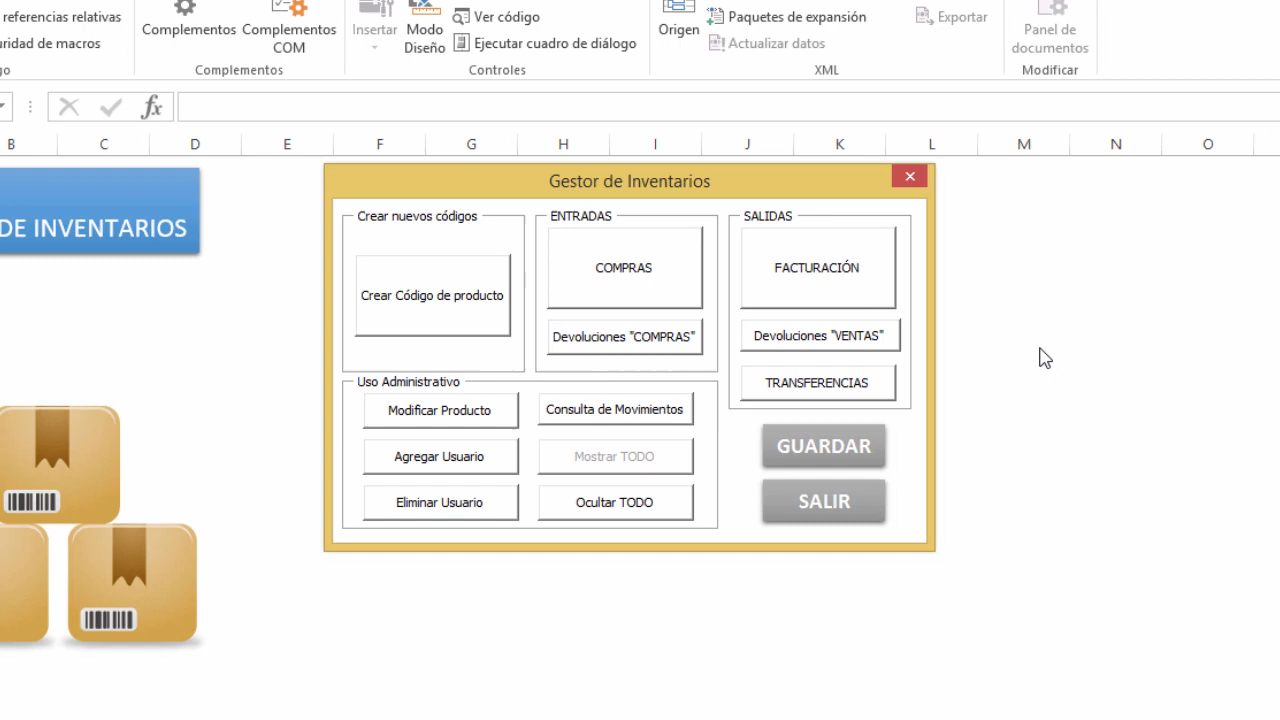 referencias relativas
Complementos
Complementos
COM
Insertar
Modo
Diseño
Ver código
Ejecutar cuadro de diálogo
Origen
Paquetes de expansión
Actualizar datos
Exportar
Panel de
documentos
de macros
Complementos
Controles
XML
Modificar
fx
B C D E F G H I J K L M N O
DE INVENTARIOS
Gestor de Inventarios
Crear nuevos códigos
Crear Código de producto
ENTRADAS
COMPRAS
Devoluciones "COMPRAS"
SALIDAS
FACTURACIÓN
Devoluciones "VENTAS"
TRANSFERENCIAS
Uso Administrativo
Modificar Producto
Consulta de Movimientos
Agregar Usuario
Mostrar TODO
Eliminar Usuario
Ocultar TODO
GUARDAR
SALIR